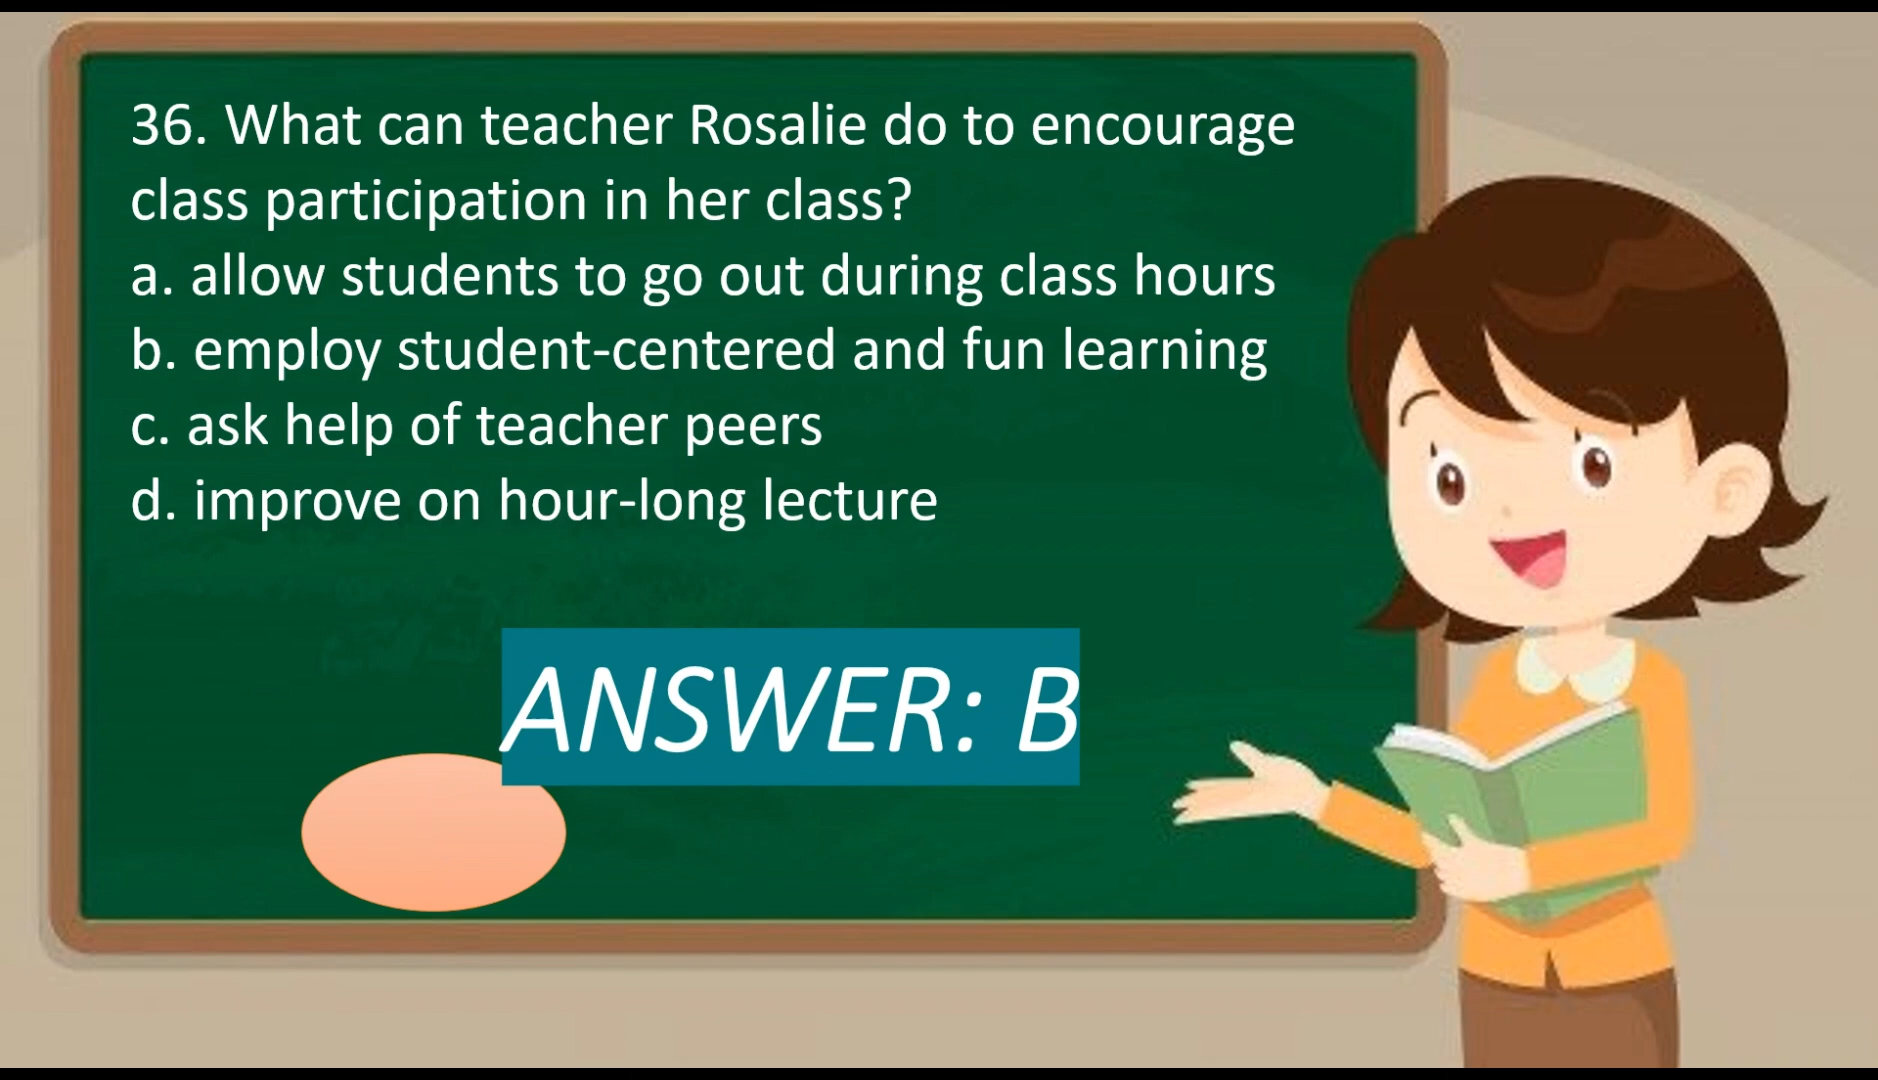 36. What can teacher Rosalie do to encourage
class participation in her class?
a. allow students to go out during class hours
b. employ student-centered and fun learning
c. ask help of teacher peers
d. improve on hour-long lecture
ANSWER: B